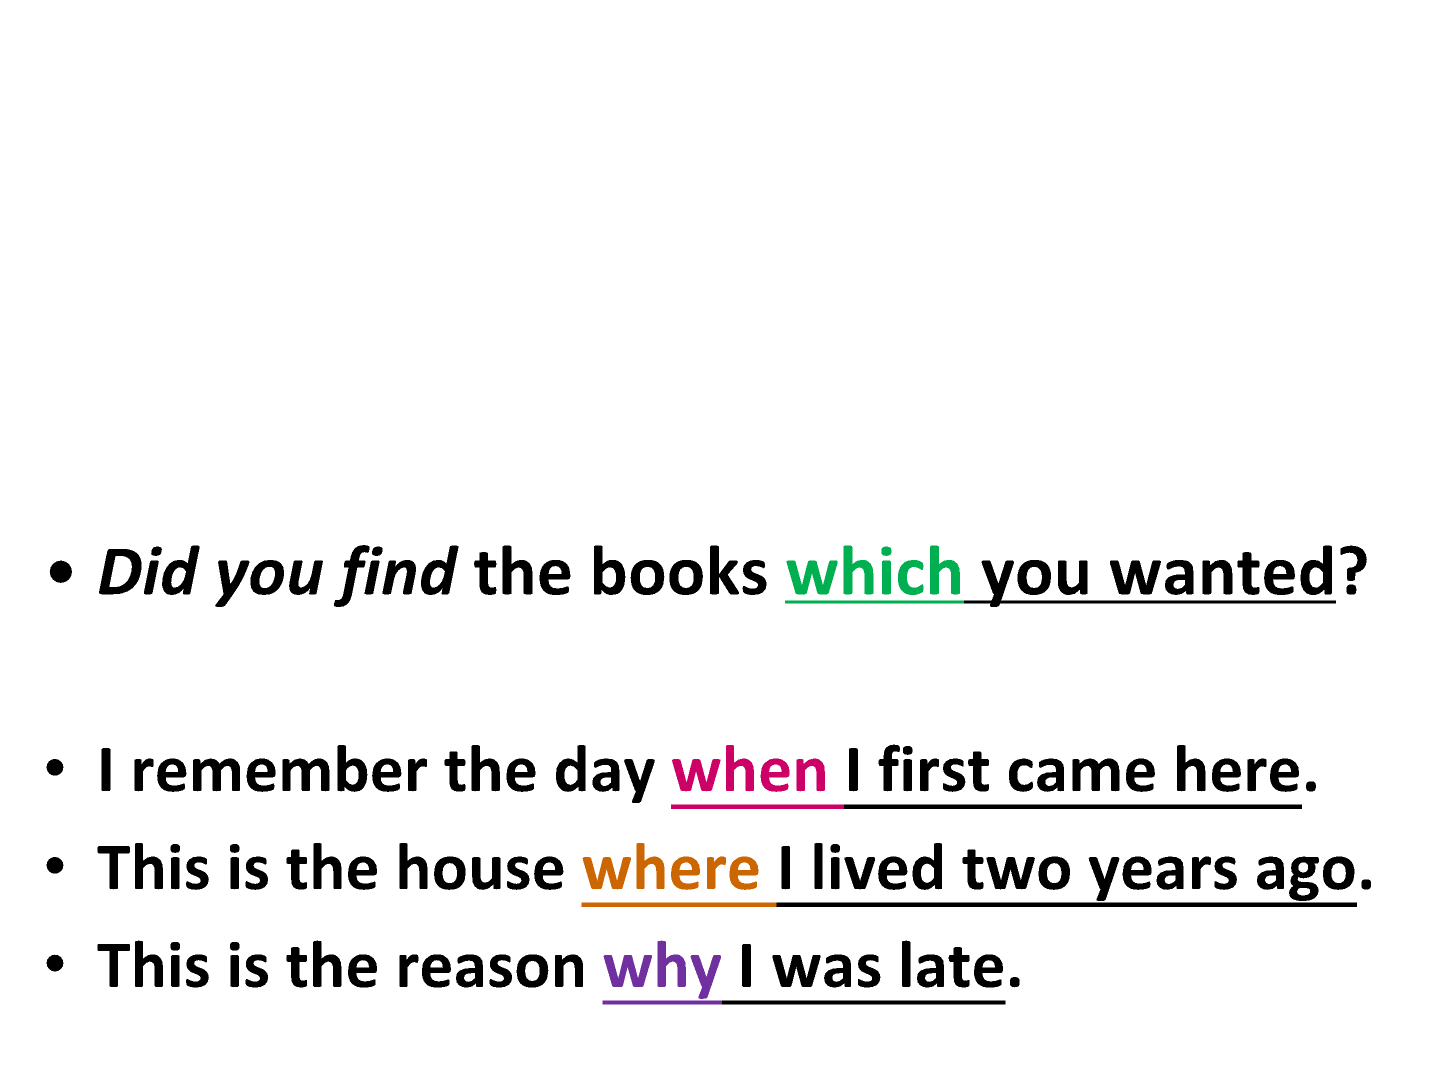 • Did you find the books which you wanted?
• I remember the day when I first came here.
• This is the house where I lived two years ago.
• This is the reason why I was late.